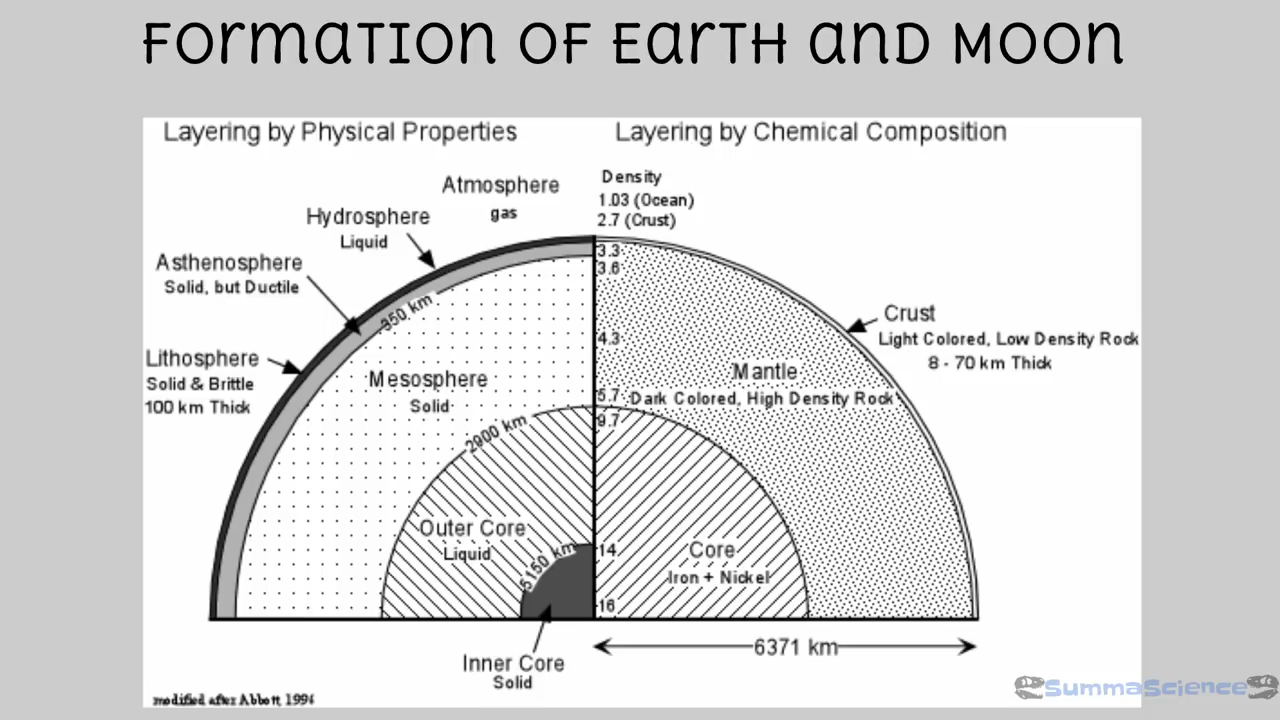 Formation of Earth and Moon
Layering by Physical Properties
Layering by Chemical Composition
Atmosphere
gas
Hydrosphere
Liquid
Asthenosphere
Solid, but Ductile
Lithosphere
Solid & Brittle
100 km Thick
350 km
Mesosphere
Solid
2900 km
Outer Core
Liquid
5150 km
Inner Core
Solid
Density
1.03 (Ocean)
2.7 (Crust)
3.3
3.6
4.3
5.7
9.7
14
16
Crust
Light Colored, Low Density Rock
8 - 70 km Thick
Mantle
Dark Colored, High Density Rock
Core
Iron + Nickel
6371 km
modified after Abbott, 1994
SummaScience